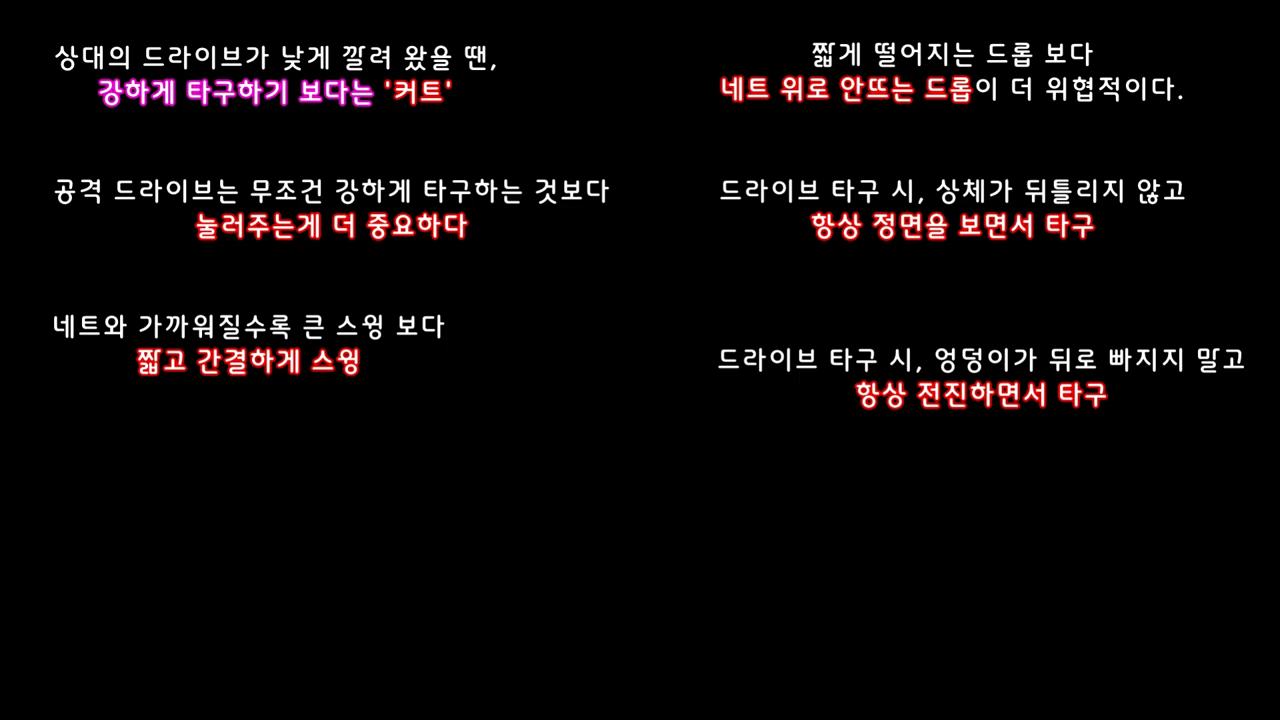 상대의 드라이브가 낮게 깔려 왔을 땐,
강하게 타구하기 보다는 '커트'
공격 드라이브는 무조건 강하게 타구하는 것보다
눌러주는게 더 중요하다
네트와 가까워질수록 큰 스윙 보다
짧고 간결하게 스윙
짧게 떨어지는 드롭 보다
네트 위로 안뜨는 드롭이 더 위협적이다.
드라이브 타구 시, 상체가 뒤틀리지 않고
항상 정면을 보면서 타구
드라이브 타구 시, 엉덩이가 뒤로 빠지지 말고
항상 전진하면서 타구